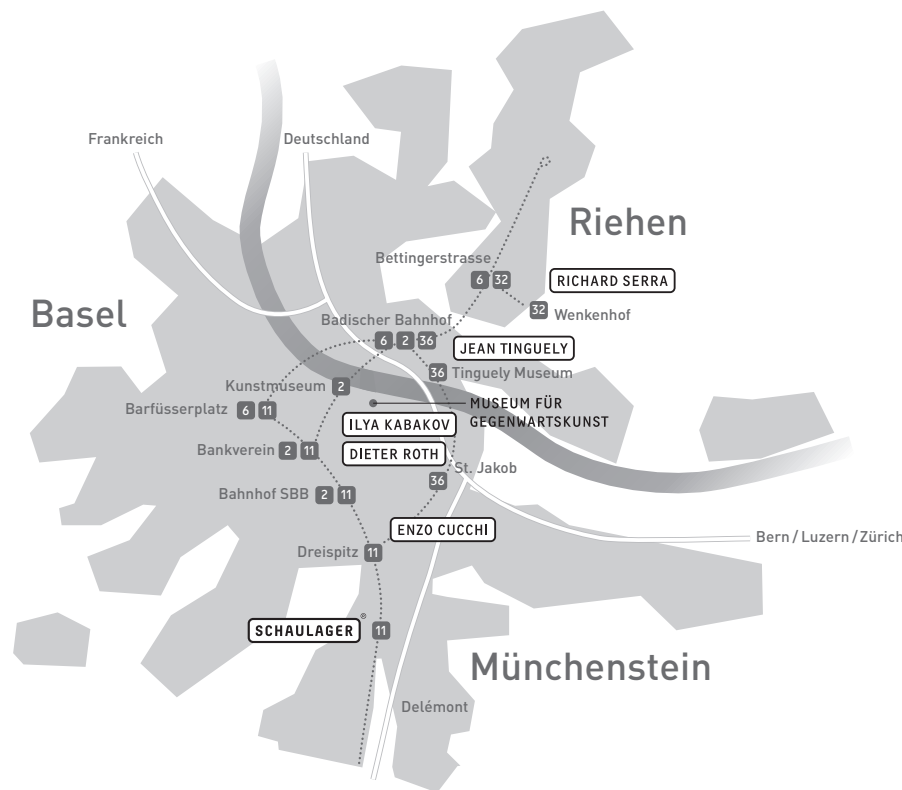 Frankreich
Deutschland
Riehen
Bettingerstrasse
6 32
RICHARD SERRA
32 Wenkenhof
Basel
Badischer Bahnhof
6 2 36
JEAN TINGUELY
36 Tinguely Museum
Kunstmuseum 2
Barfüsserplatz 6 11
MUSEUM FÜR
GEGENWARTSKUNST
ILYA KABAKOV
Bankverein 2 11
DIETER ROTH
St. Jakob
36
Bahnhof SBB 2 11
ENZO CUCCHI
Bern / Luzern / Zürich
Dreispitz 11
SCHAULAGER® 11
Münchenstein
Delémont